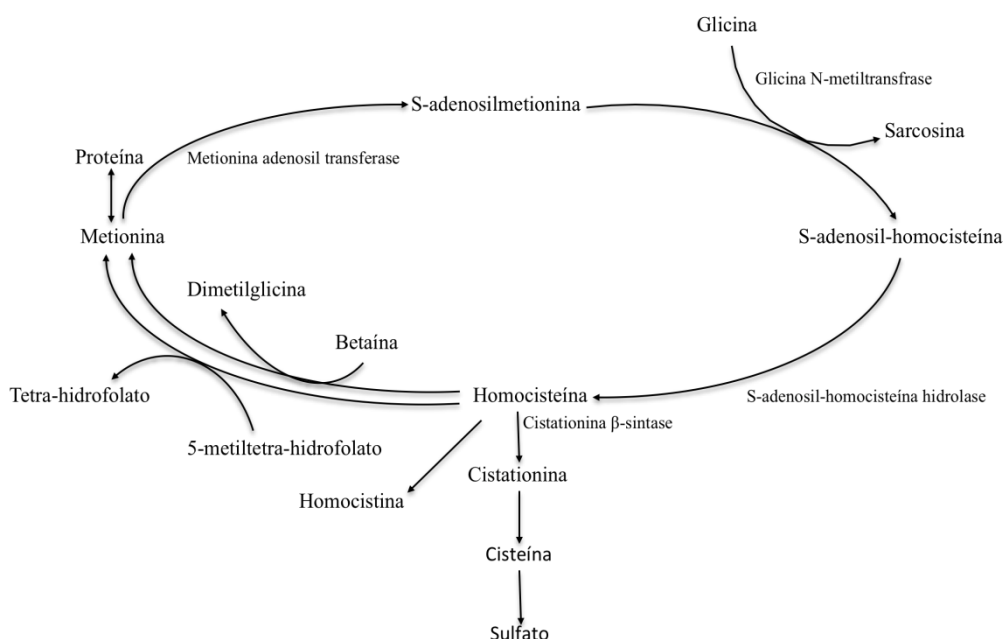 Glicina
Glicina N-metiltransfrase
S-adenosilmetionina
Sarcosina
Proteína
Metionina adenosil transferase
Metionina
S-adenosil-homocisteína
Dimetilglicina
Betaína
Tetra-hidrofolato
Homocisteína
S-adenosil-homocisteína hidrolase
Cistationina β-sintase
5-metiltetra-hidrofolato
Cistationina
Homocistina
Cisteína
Sulfato